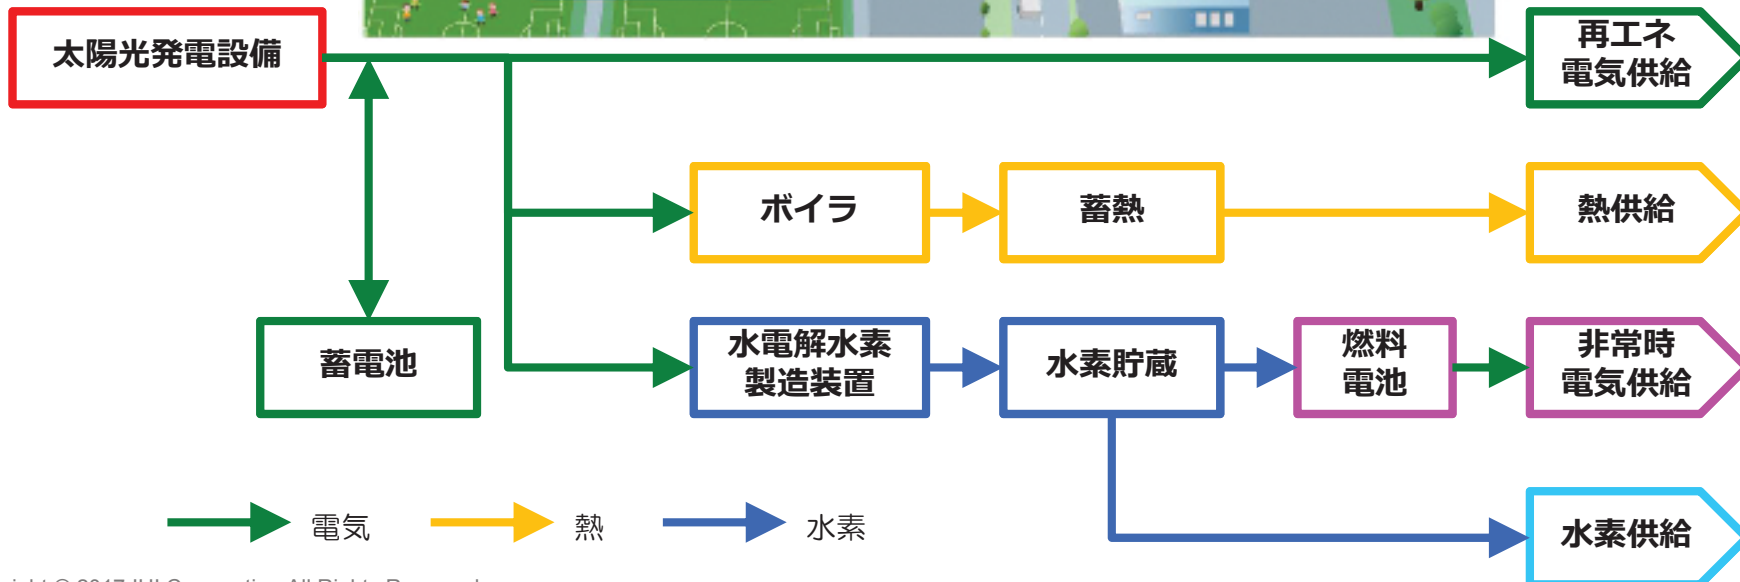 太陽光発電設備
再エネ
電気供給
ボイラ
蓄熱
熱供給
蓄電池
水電解水素
製造装置
水素貯蔵
燃料
電池
非常時
電気供給
電気
熱
水素
水素供給